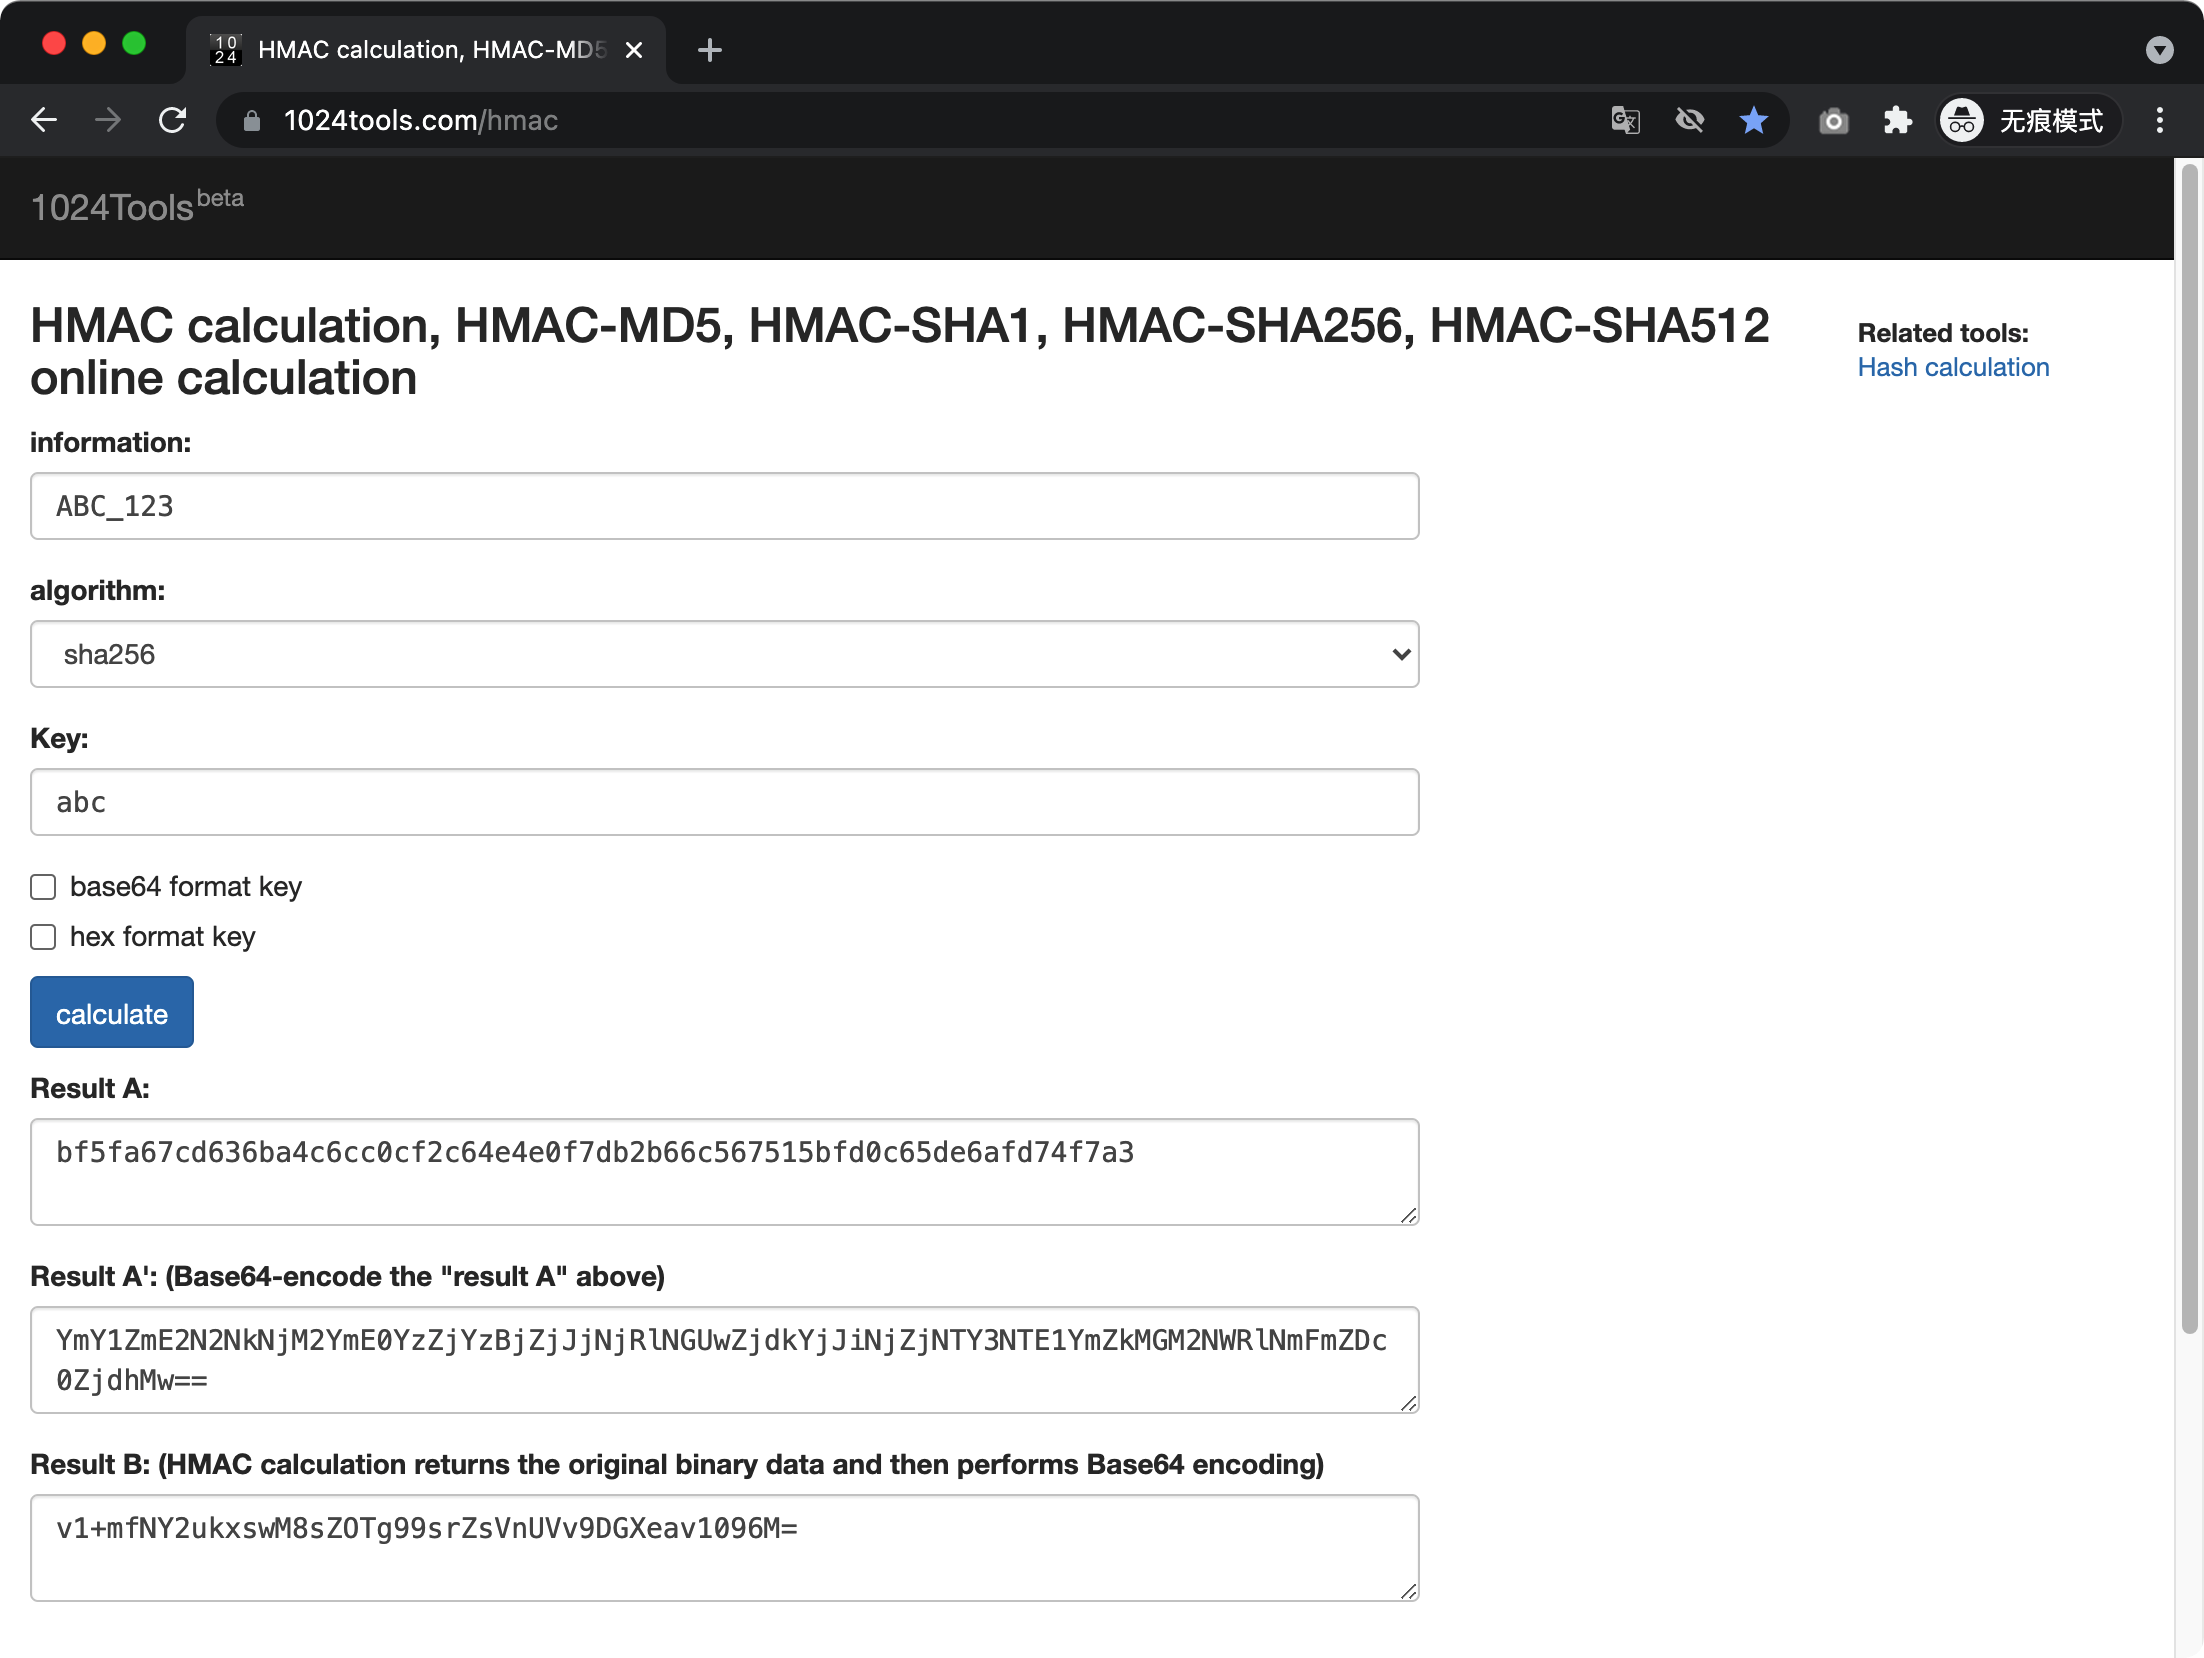 10
24
HMAC calculation, HMAC-MD5
1024tools.com/hmac
无痕模式
1024Tools beta
HMAC calculation, HMAC-MD5, HMAC-SHA1, HMAC-SHA256, HMAC-SHA512
online calculation
Related tools:
Hash calculation
information:
ABC_123
algorithm:
sha256
Key:
abc
base64 format key
hex format key
calculate
Result A:
bf5fa67cd636ba4c6cc0cf2c64e4e0f7db2b66c567515bfd0c65de6afd74f7a3
Result A': (Base64-encode the "result A" above)
YmY1ZmE2N2NkNjM2YmE0YzZjYzBjZjJjNjRlNGUwZjdkYjJiNjZjNTY3NTE1YmZkMGM2NWRlNmFmZDc
0ZjdhMw==
Result B: (HMAC calculation returns the original binary data and then performs Base64 encoding)
v1+mfNY2ukxswM8sZOTg99srZsVnUVv9DGXeav1096M=